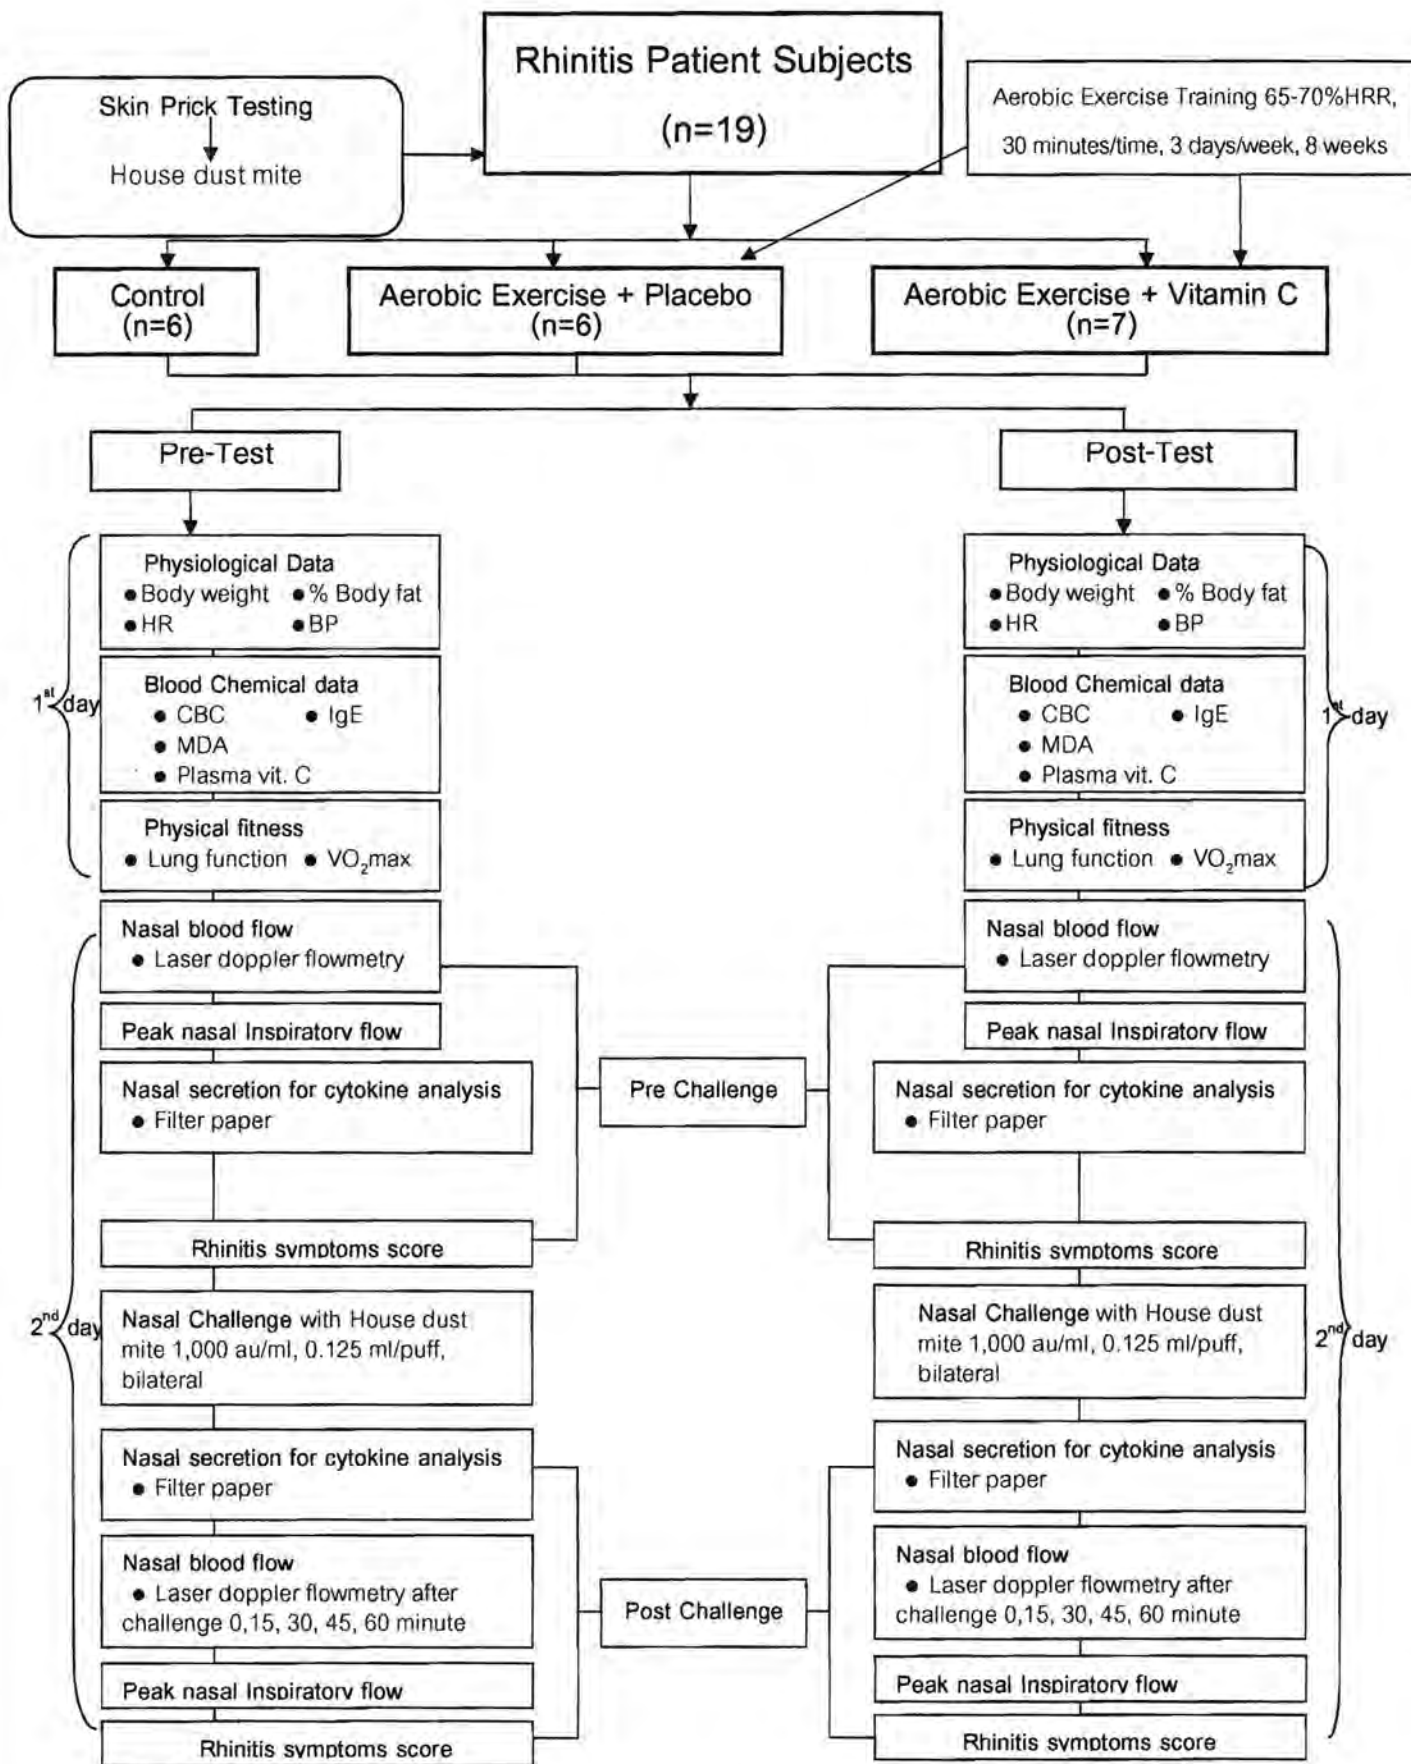 Rhinitis Patient Subjects
(n=19)
Skin Prick Testing
House dust mite
Aerobic Exercise Training 65-70%HRR,
30 minutes/time, 3 days/week, 8 weeks
Control
(n=6)
Aerobic Exercise + Placebo
(n=6)
Aerobic Exercise + Vitamin C
(n=7)
Pre-Test
1st day
Physiological Data
● Body weight ● % Body fat
● HR ● BP
Blood Chemical data
● CBC ● IgE
● MDA
● Plasma vit. C
Physical fitness
● Lung function ● VO₂max
2nd day
Nasal blood flow
● Laser doppler flowmetry
Peak nasal Inspiratory flow
Nasal secretion for cytokine analysis
● Filter paper
Rhinitis symptoms score
Nasal Challenge with House dust
mite 1,000 au/ml, 0.125 ml/puff,
bilateral
Nasal secretion for cytokine analysis
● Filter paper
Nasal blood flow
● Laser doppler flowmetry after
challenge 0,15, 30, 45, 60 minute
Peak nasal Inspiratory flow
Rhinitis symptoms score
Pre Challenge
Post Challenge
Post-Test
Physiological Data
● Body weight ● % Body fat
● HR ● BP
Blood Chemical data
● CBC ● IgE
● MDA
● Plasma vit. C
Physical fitness
● Lung function ● VO₂max
1st day
Nasal blood flow
● Laser doppler flowmetry
Peak nasal Inspiratory flow
Nasal secretion for cytokine analysis
● Filter paper
Rhinitis symptoms score
Nasal Challenge with House dust
mite 1,000 au/ml, 0.125 ml/puff,
bilateral
2nd day
Nasal secretion for cytokine analysis
● Filter paper
Nasal blood flow
● Laser doppler flowmetry after
challenge 0,15, 30, 45, 60 minute
Peak nasal Inspiratory flow
Rhinitis symptoms score